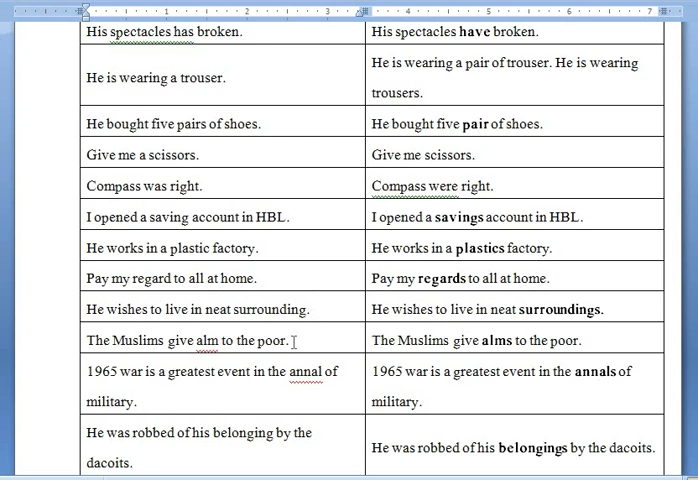 1 2 3 4 5 6 7
His spectacles has broken.
His spectacles have broken.
He is wearing a trouser.
He is wearing a pair of trouser. He is wearing
trousers.
He bought five pairs of shoes.
He bought five pair of shoes.
Give me a scissors.
Give me scissors.
Compass was right.
Compass were right.
I opened a saving account in HBL.
I opened a savings account in HBL.
He works in a plastic factory.
He works in a plastics factory.
Pay my regard to all at home.
Pay my regards to all at home.
He wishes to live in neat surrounding.
He wishes to live in neat surroundings.
The Muslims give alm to the poor.
The Muslims give alms to the poor.
1965 war is a greatest event in the annal of
military.
1965 war is a greatest event in the annals of
military.
He was robbed of his belonging by the
dacoits.
He was robbed of his belongings by the dacoits.